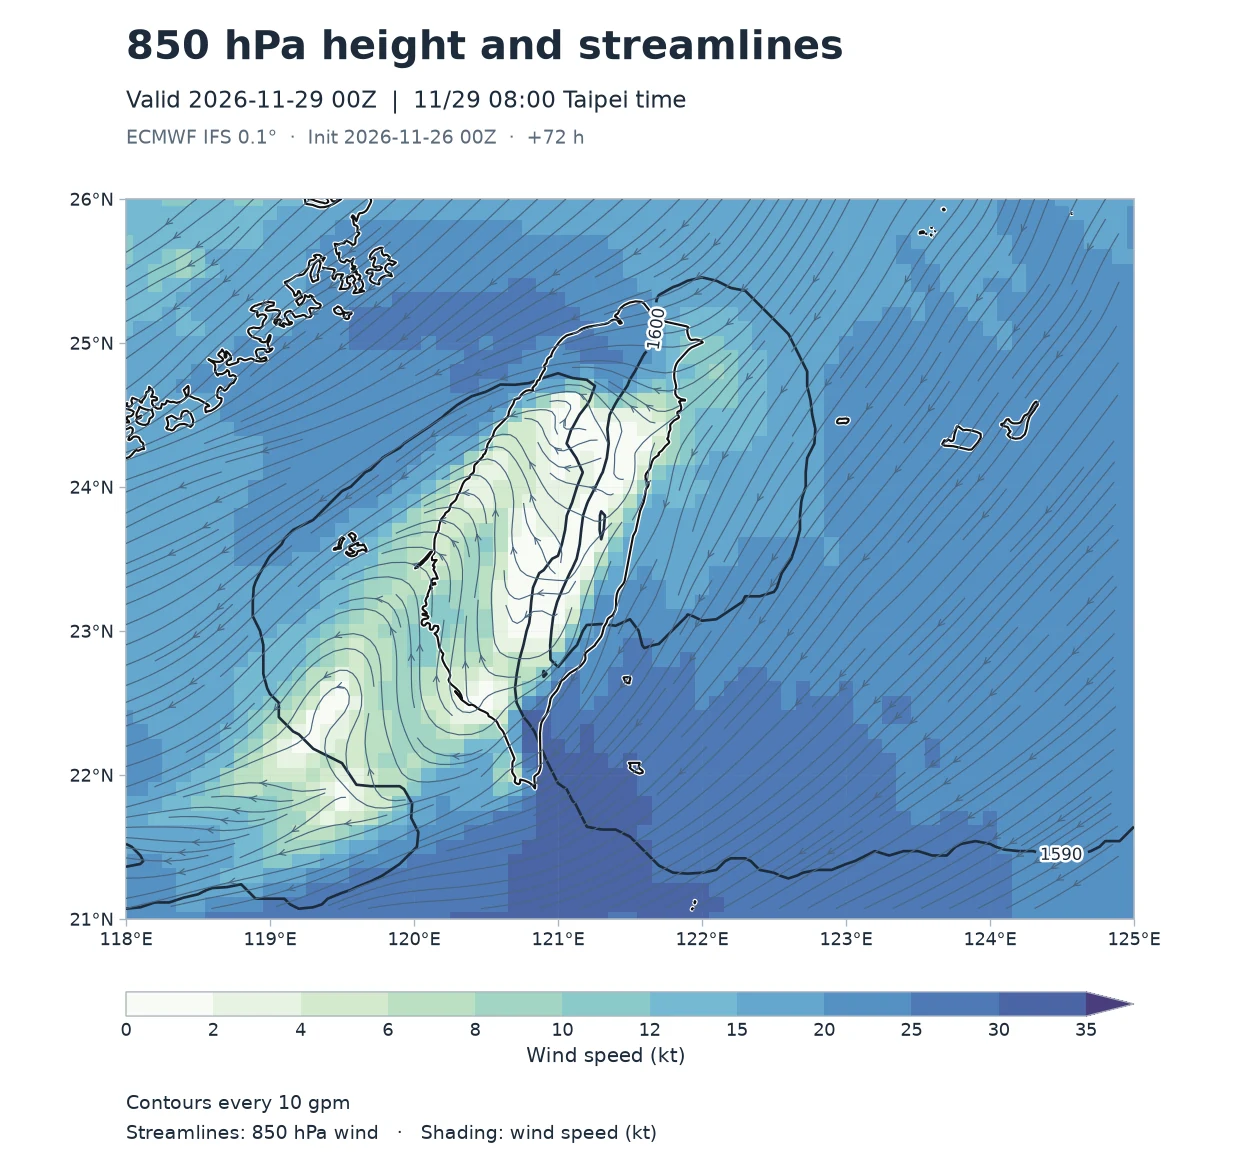 850 hPa height and streamlines
Valid 2026-11-29 00Z | 11/29 08:00 Taipei time
ECMWF IFS 0.1° · Init 2026-11-26 00Z · +72 h
26°N
25°N
24°N
23°N
22°N
21°N
1600
1590
118°E 119°E 120°E 121°E 122°E 123°E 124°E 125°E
0 2 4 6 8 10 12 15 20 25 30 35
Wind speed (kt)
Contours every 10 gpm
Streamlines: 850 hPa wind · Shading: wind speed (kt)